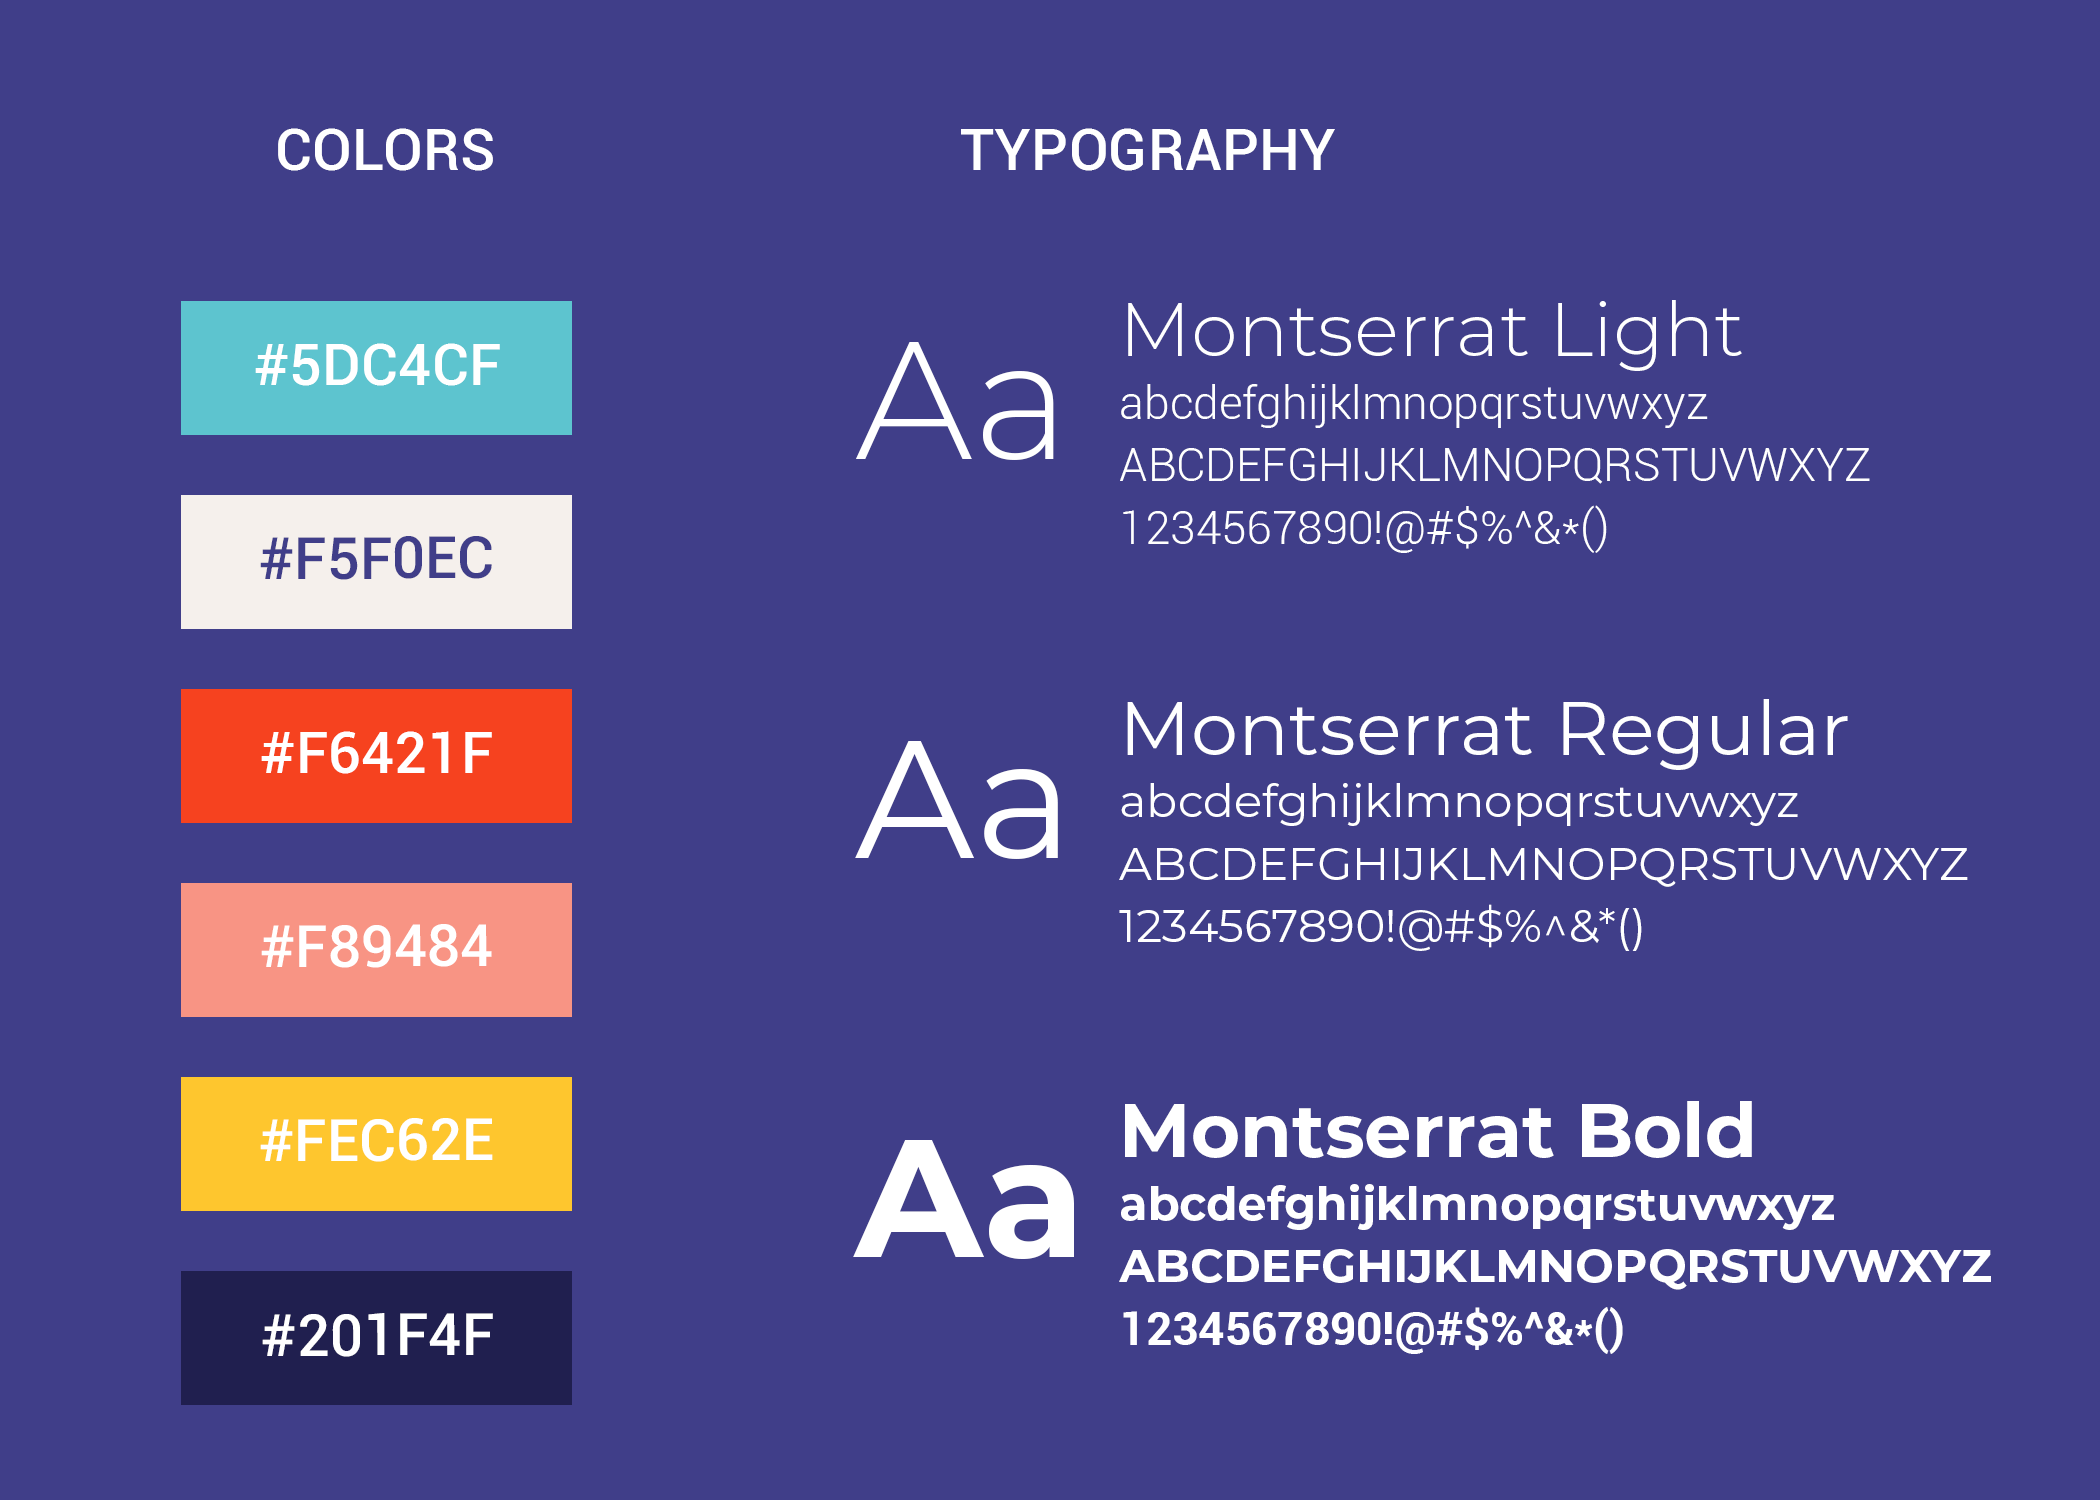 COLORS
#5DC4CF
#F5F0EC
#F6421F
#F89484
#FEC62E
#201F4F
TYPOGRAPHY
Aa
Montserrat Light
abcdefghijklmnopqrstuvwxyz
ABCDEFGHIJKLMNOPQRSTUVWXYZ
1234567890!@#$%^&*()
Aa
Montserrat Regular
abcdefghijklmnopqrstuvwxyz
ABCDEFGHIJKLMNOPQRSTUVWXYZ
1234567890!@#$%^&*()
Aa
Montserrat Bold
abcdefghijklmnopqrstuvwxyz
ABCDEFGHIJKLMNOPQRSTUVWXYZ
1234567890!@#$%^&*()